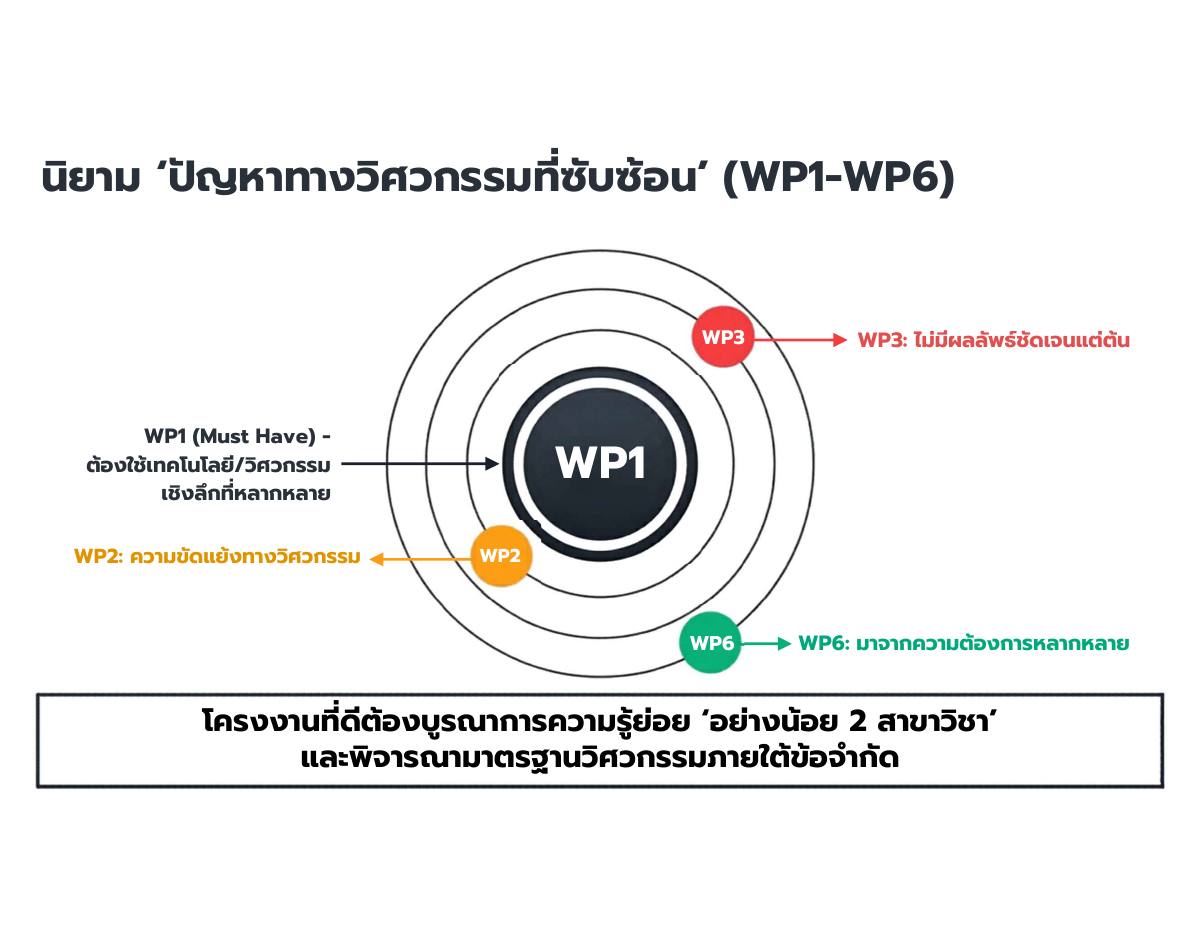 นิยาม ‘ปัญหาทางวิศวกรรมที่ซับซ้อน’ (WP1-WP6)
WP3
WP3: ไม่มีผลลัพธ์ชัดเจนแต่ต้น
WP1 (Must Have) -
ต้องใช้เทคโนโลยี/วิศวกรรม
เชิงลึกที่หลากหลาย
WP1
WP2: ความขัดแย้งทางวิศวกรรม
WP2
WP6
WP6: มาจากความต้องการหลากหลาย
โครงงานที่ดีต้องบูรณาการความรู้ย่อย ‘อย่างน้อย 2 สาขาวิชา’
และพิจารณามาตรฐานวิศวกรรมภายใต้ข้อจำกัด